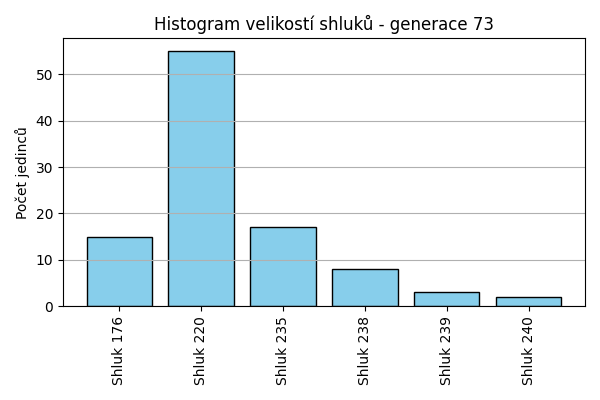 Histogram velikostí shluků - generace 73
Počet jedinců
50
40
30
20
10
0
Shluk 176
Shluk 220
Shluk 235
Shluk 238
Shluk 239
Shluk 240